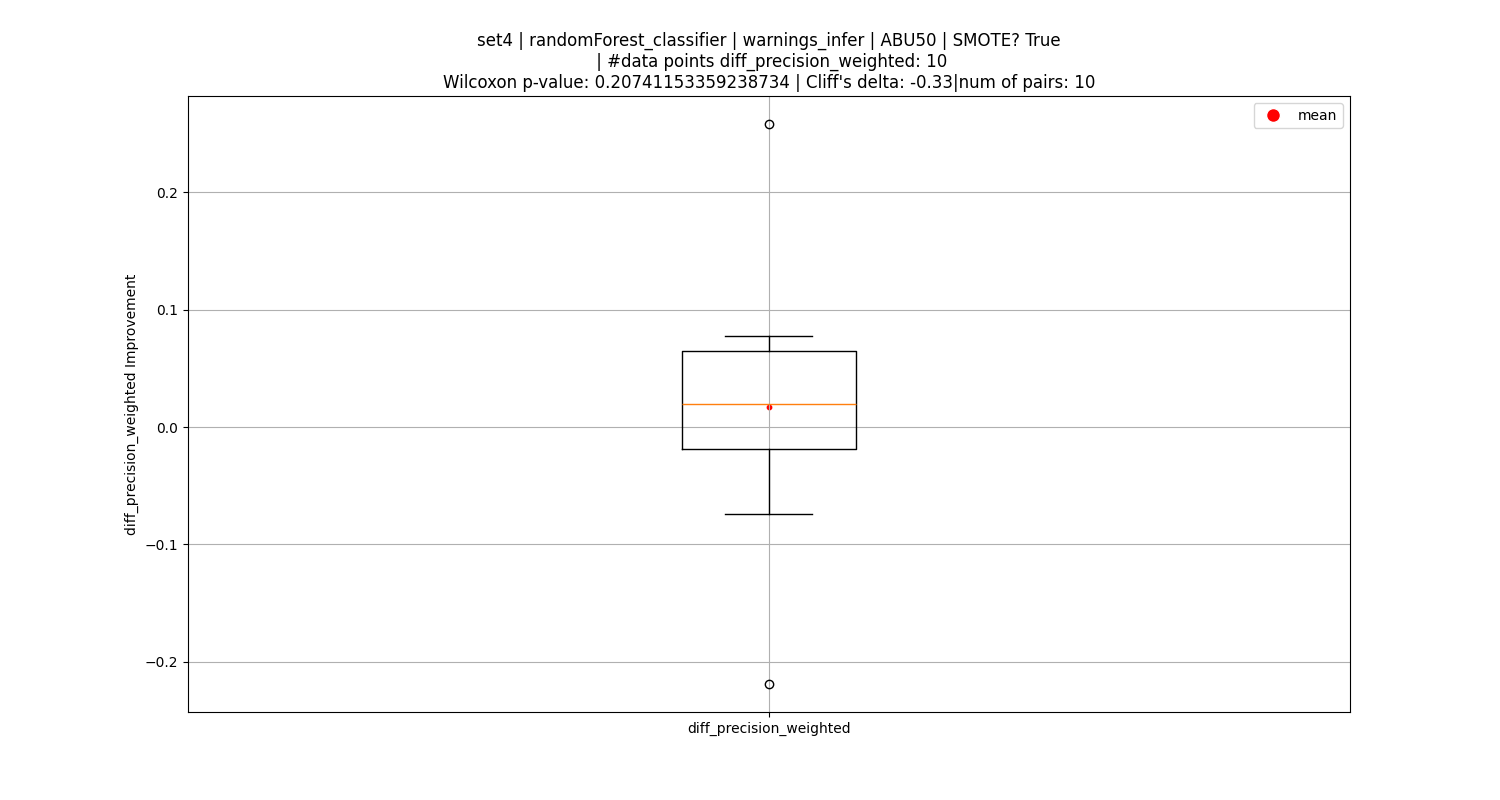 set4 | randomForest_classifier | warnings_infer | ABU50 | SMOTE? True
| #data points diff_precision_weighted: 10
Wilcoxon p-value: 0.20741153359238734 | Cliff's delta: -0.33|num of pairs: 10
mean
0.2
0.1
0.0
−0.1
−0.2
diff_precision_weighted Improvement
diff_precision_weighted